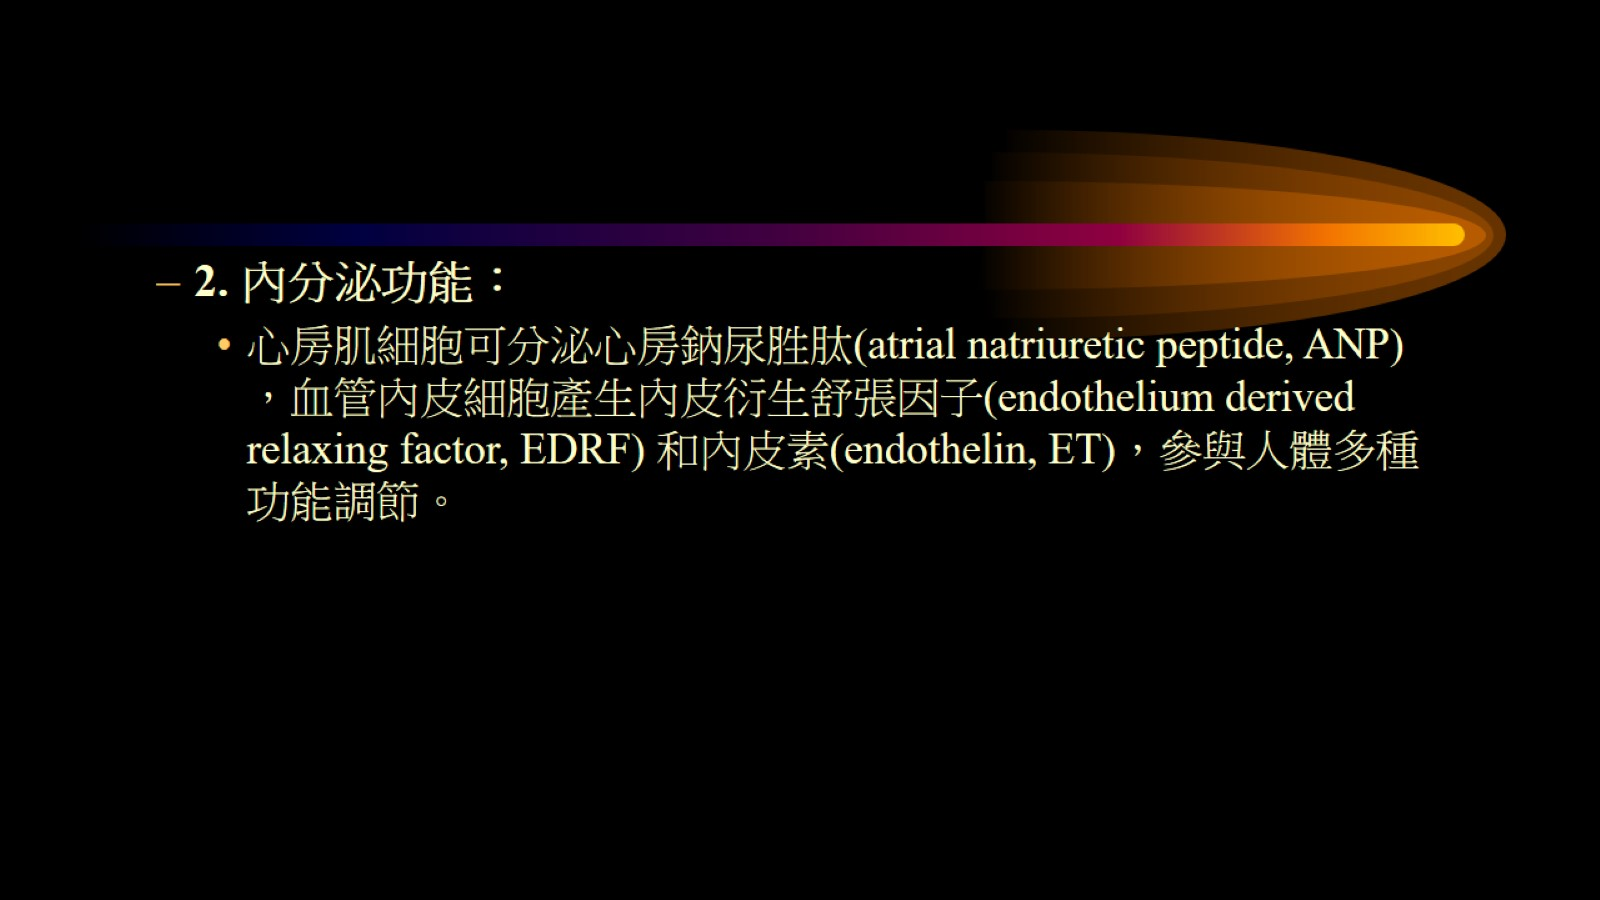 – 2. 內分泌功能：
• 心房肌細胞可分泌心房鈉尿胜肽(atrial natriuretic peptide, ANP)
，血管內皮細胞產生內皮衍生舒張因子(endothelium derived
relaxing factor, EDRF) 和內皮素(endothelin, ET)，參與人體多種
功能調節。